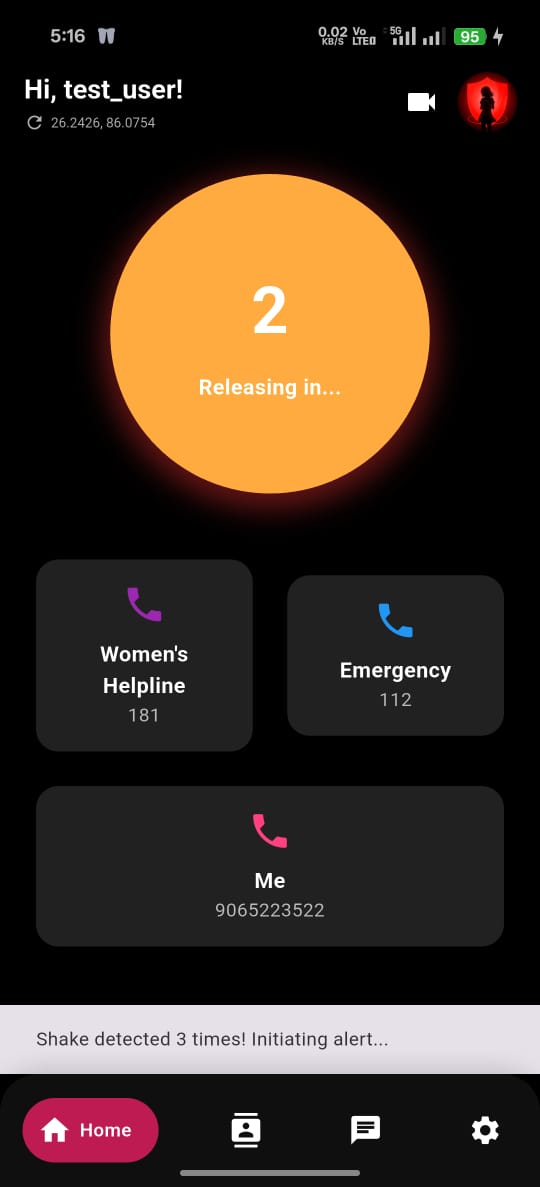 5:16
0.02 KB/S Vo LTE 5G 95
Hi, test_user!
26.2426, 86.0754
2
Releasing in...
Women's
Helpline
181
Emergency
112
Me
9065223522
Shake detected 3 times! Initiating alert...
Home